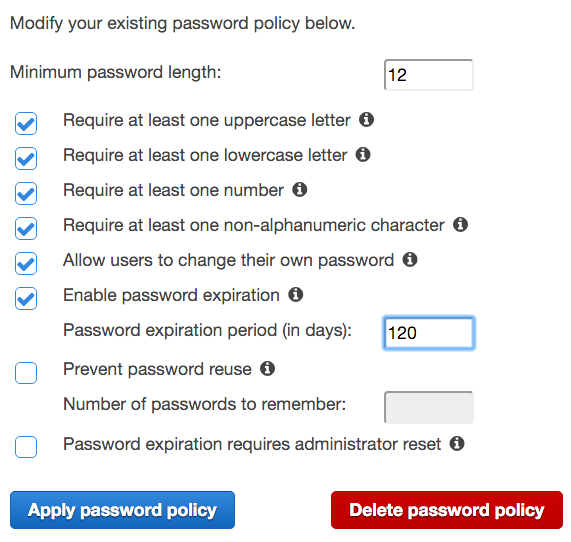 Modify your existing password policy below.
Minimum password length: 12
Require at least one uppercase letter
Require at least one lowercase letter
Require at least one number
Require at least one non-alphanumeric character
Allow users to change their own password
Enable password expiration
Password expiration period (in days): 120
Prevent password reuse
Number of passwords to remember:
Password expiration requires administrator reset
Apply password policy Delete password policy